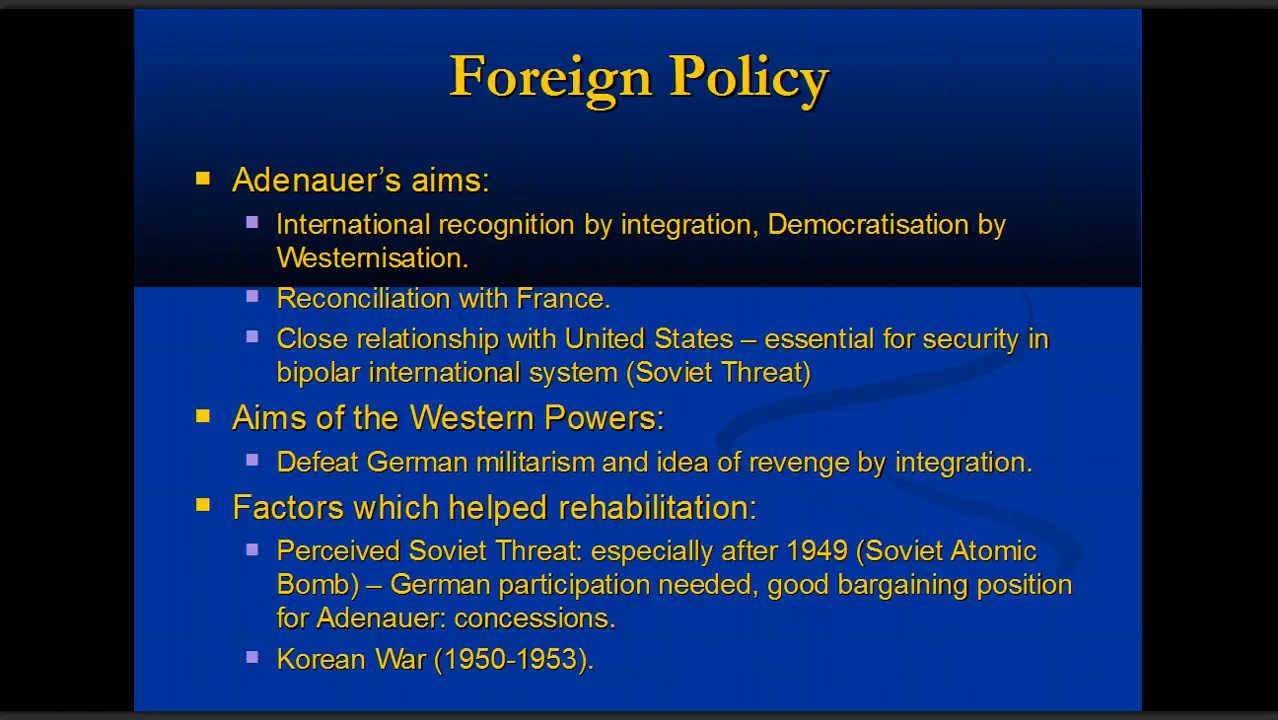 Foreign Policy
Adenauer’s aims:
International recognition by integration, Democratisation by
Westernisation.
Reconciliation with France.
Close relationship with United States – essential for security in
bipolar international system (Soviet Threat)
Aims of the Western Powers:
Defeat German militarism and idea of revenge by integration.
Factors which helped rehabilitation:
Perceived Soviet Threat: especially after 1949 (Soviet Atomic
Bomb) – German participation needed, good bargaining position
for Adenauer: concessions.
Korean War (1950-1953).